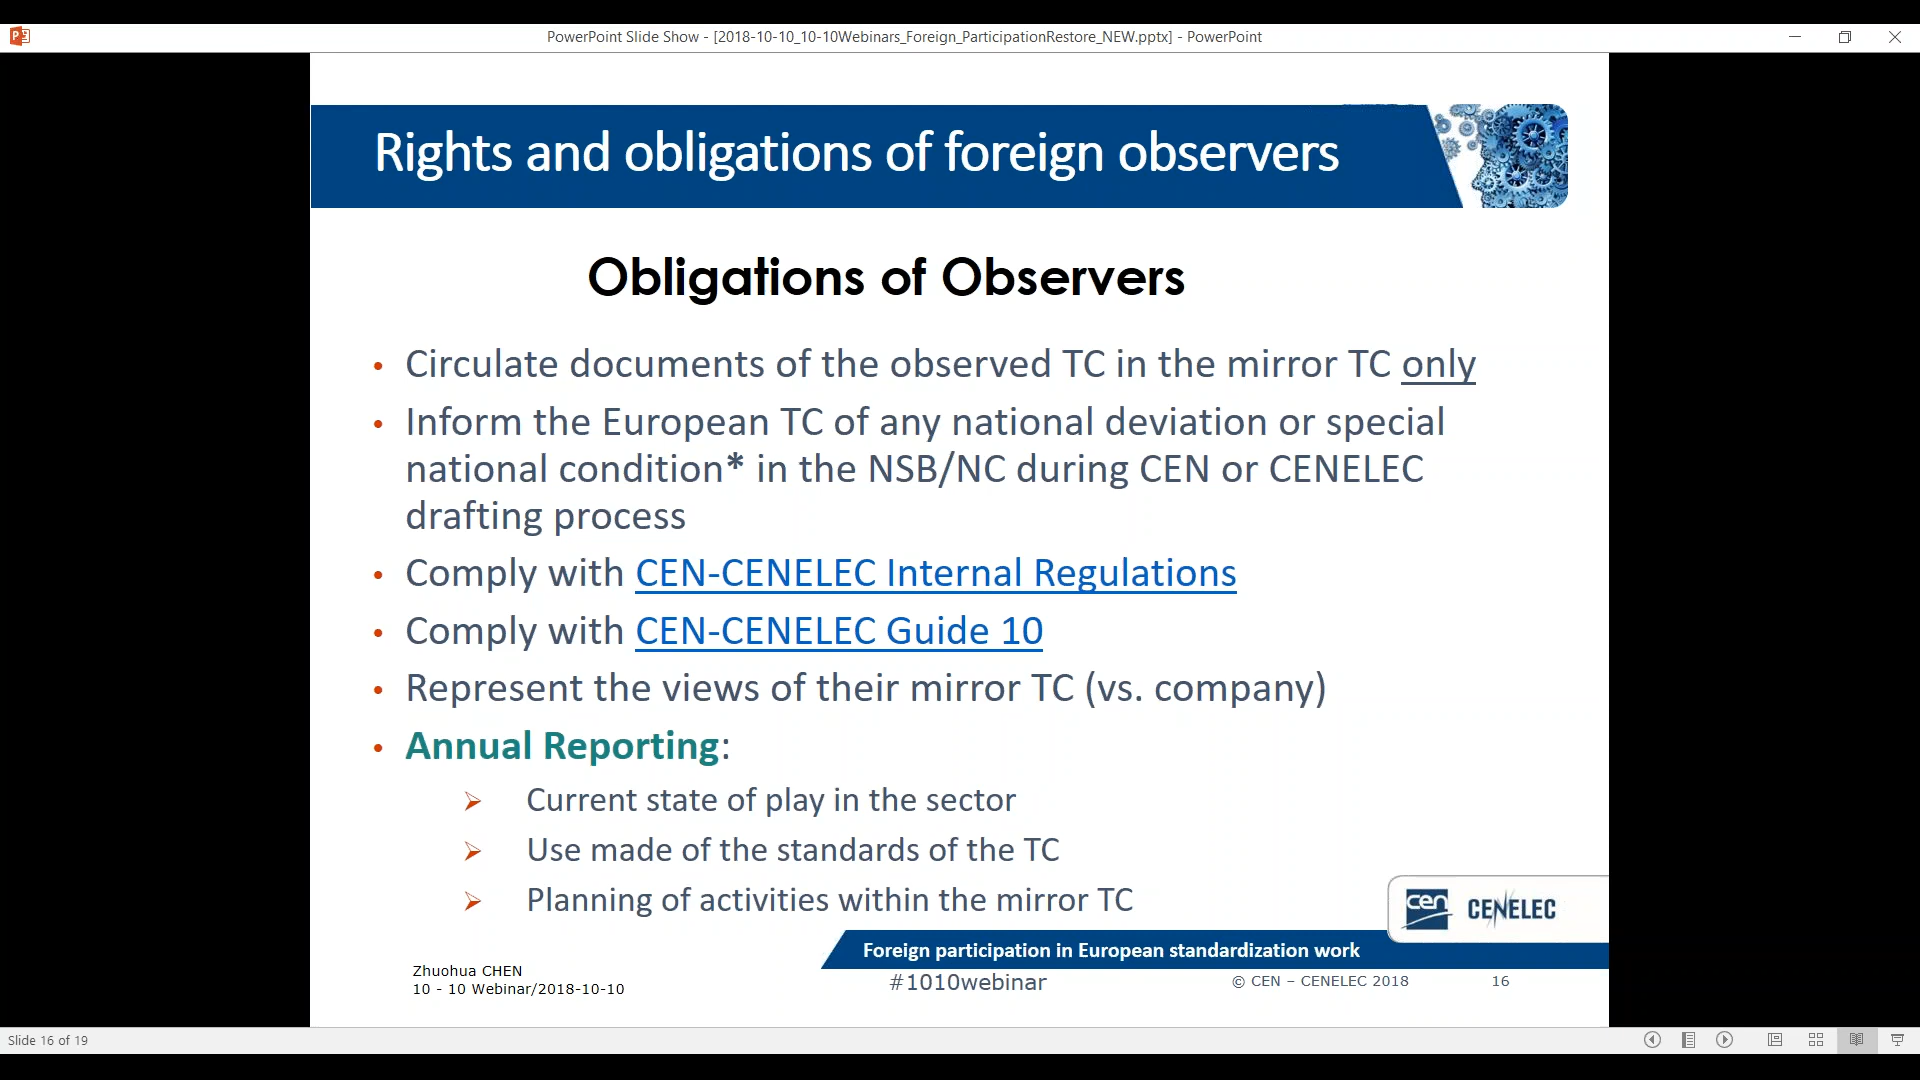 PowerPoint Slide Show - [2018-10-10_10-10Webinars_Foreign_ParticipationRestore_NEW.pptx] - PowerPoint
Rights and obligations of foreign observers
Obligations of Observers
• Circulate documents of the observed TC in the mirror TC only
• Inform the European TC of any national deviation or special
national condition* in the NSB/NC during CEN or CENELEC
drafting process
• Comply with CEN-CENELEC Internal Regulations
• Comply with CEN-CENELEC Guide 10
• Represent the views of their mirror TC (vs. company)
• Annual Reporting:
➢ Current state of play in the sector
➢ Use made of the standards of the TC
➢ Planning of activities within the mirror TC
cen CENELEC
Foreign participation in European standardization work
Zhuohua CHEN
10 - 10 Webinar/2018-10-10
#1010webinar
© CEN – CENELEC 2018
16
Slide 16 of 19